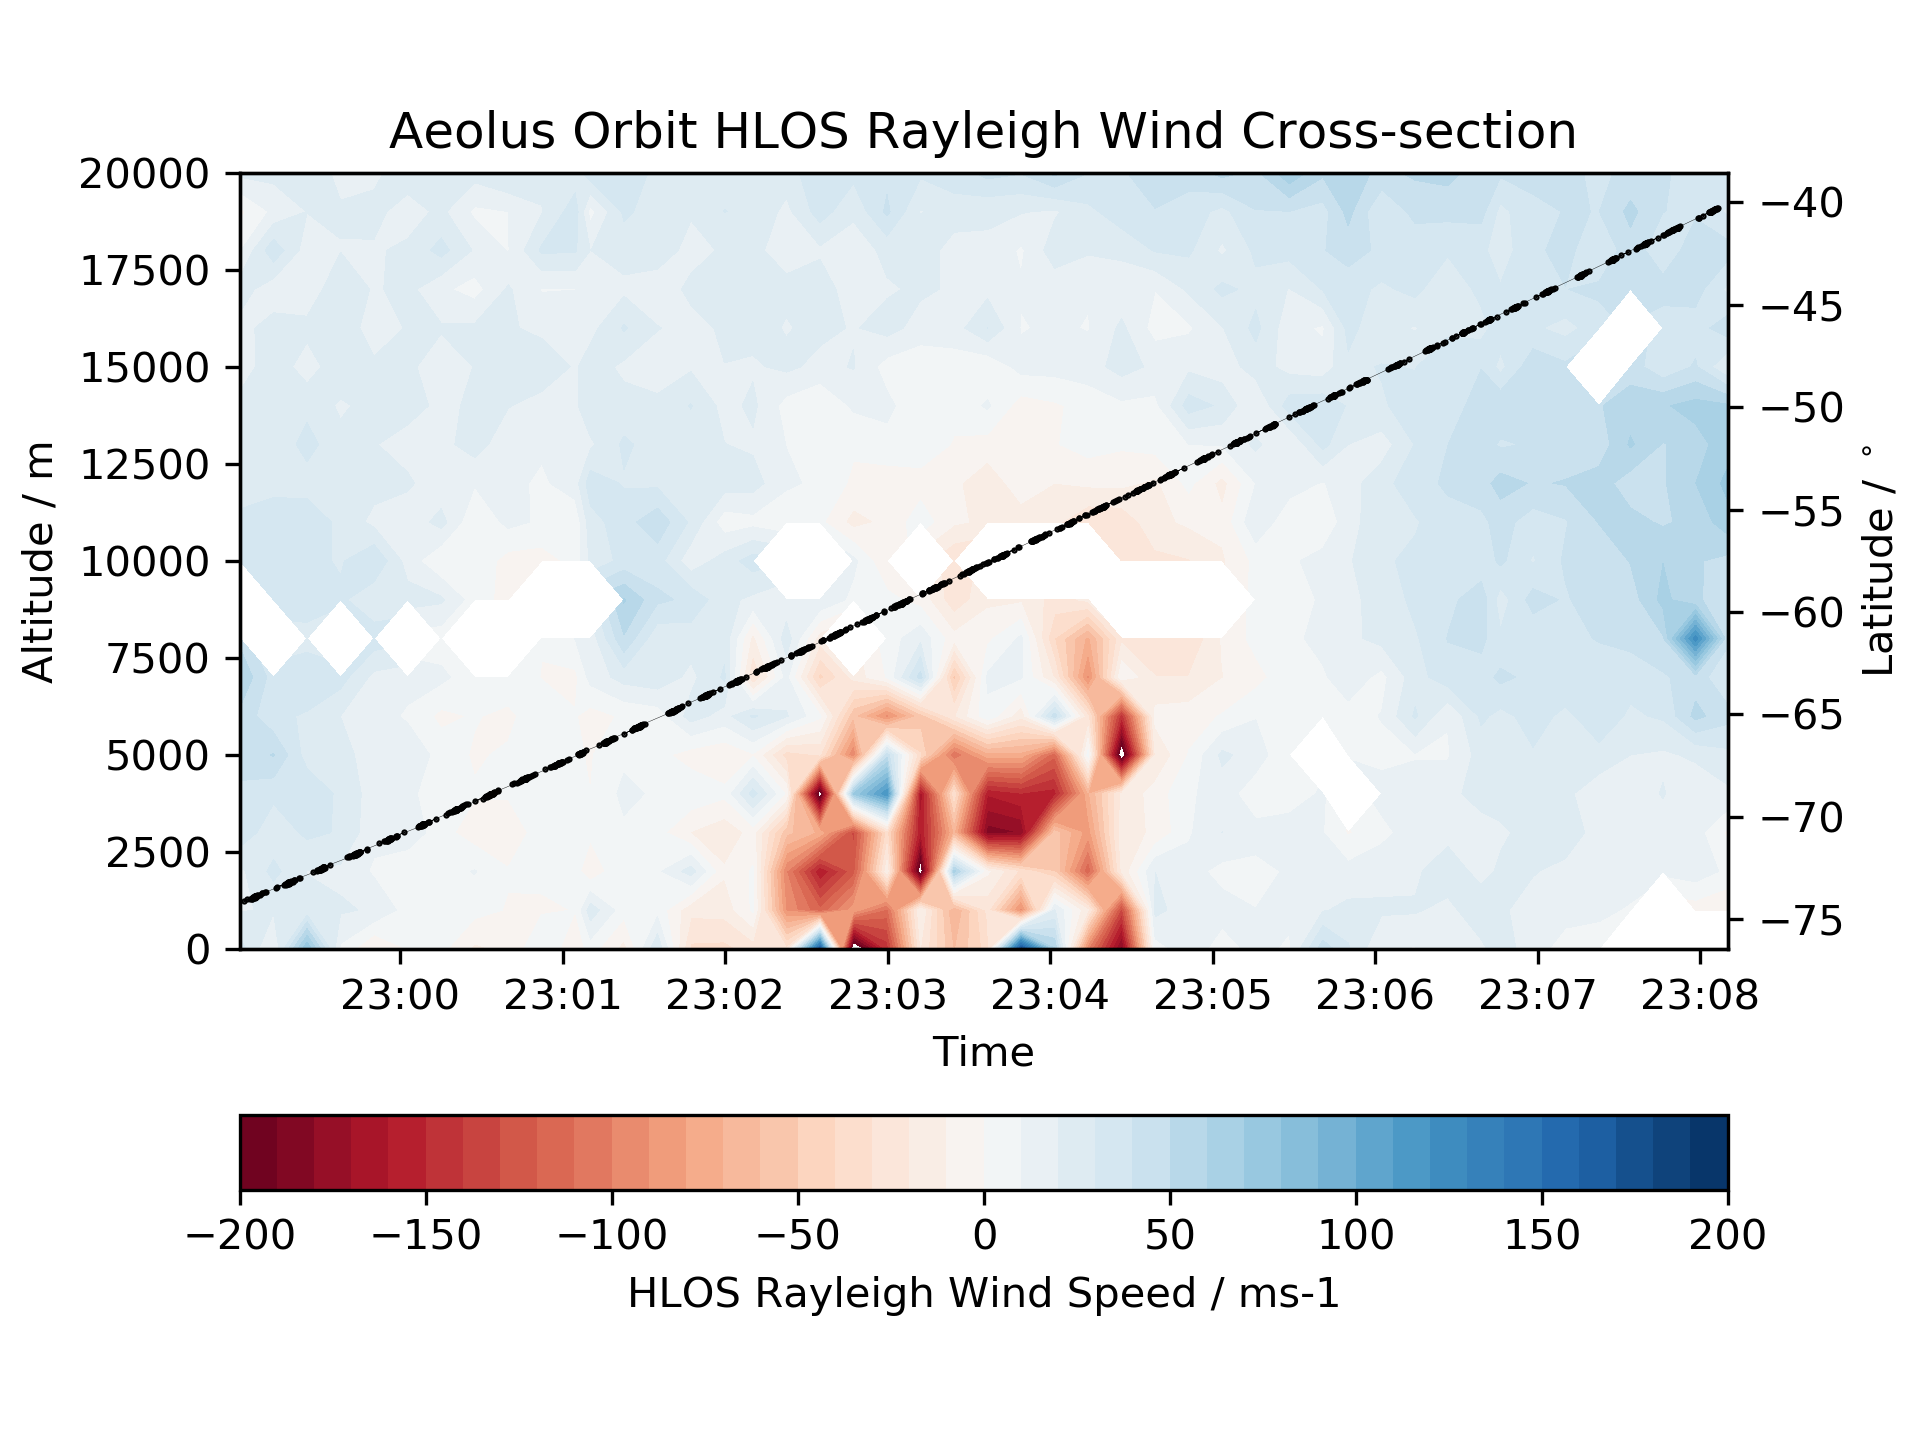 Aeolus Orbit HLOS Rayleigh Wind Cross-section
20000
17500
15000
12500
10000
7500
5000
2500
0
Altitude / m
−40
−45
−50
−55
−60
−65
−70
−75
Latitude / °
23:00 23:01 23:02 23:03 23:04 23:05 23:06 23:07 23:08
Time
−200 −150 −100 −50 0 50 100 150 200
HLOS Rayleigh Wind Speed / ms-1